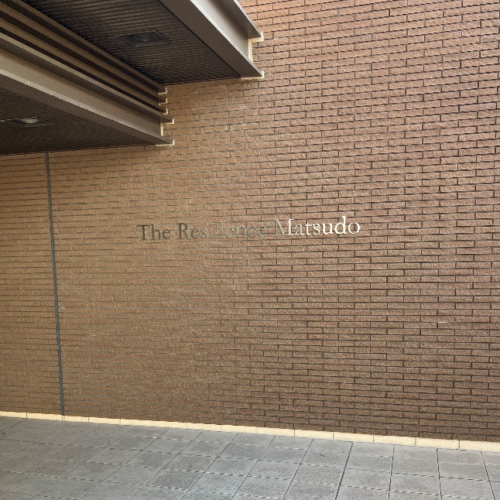 The Residence Matsudo